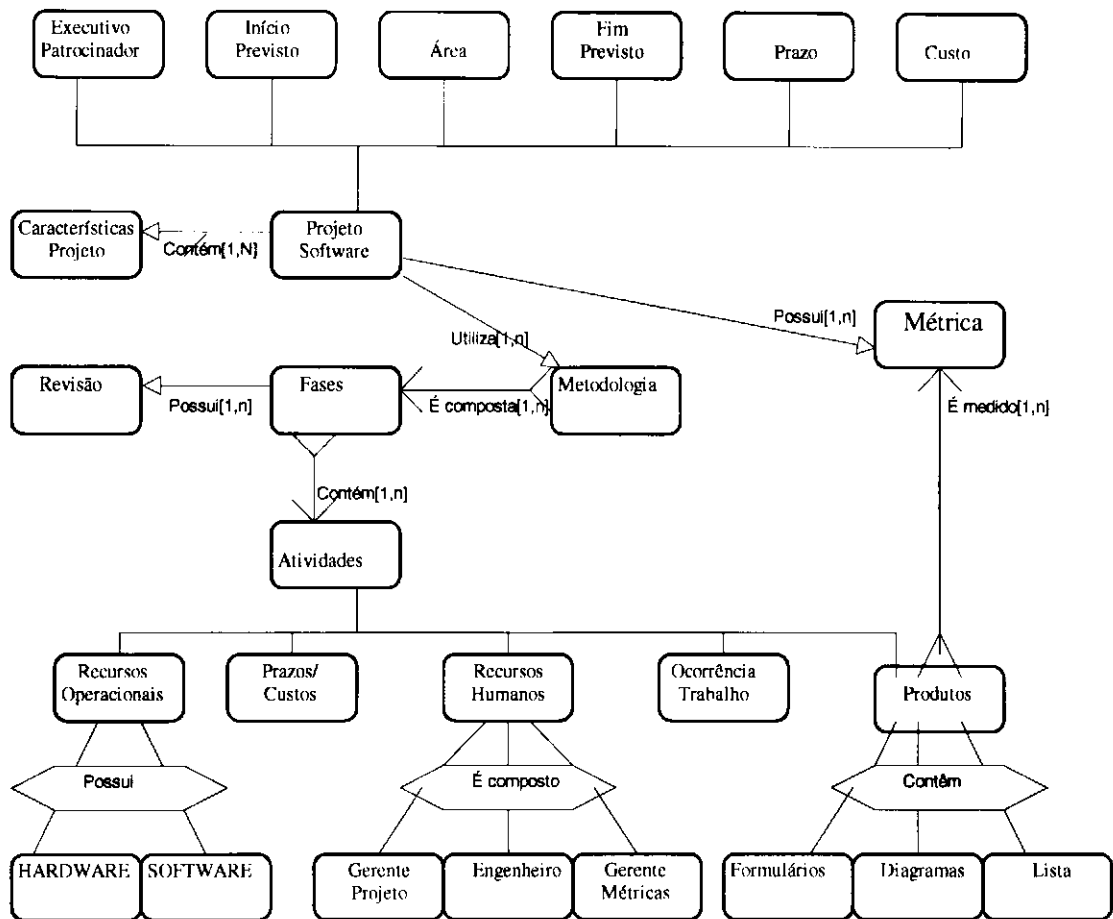 Executivo
Patrocinador
Início
Previsto
Área
Fim
Previsto
Prazo
Custo
Características
Projeto
Contém[1,N]
Projeto
Software
Possui[1,n]
Métrica
Utiliza[1,n]
Revisão
Possui[1,n]
Fases
É composta[1,n]
Metodologia
É medido[1,n]
Contém[1,n]
Atividades
Recursos
Operacionais
Prazos/
Custos
Recursos
Humanos
Ocorrência
Trabalho
Produtos
Possui
É composto
Contêm
HARDWARE
SOFTWARE
Gerente
Projeto
Engenheiro
Gerente
Métricas
Formulários
Diagramas
Lista